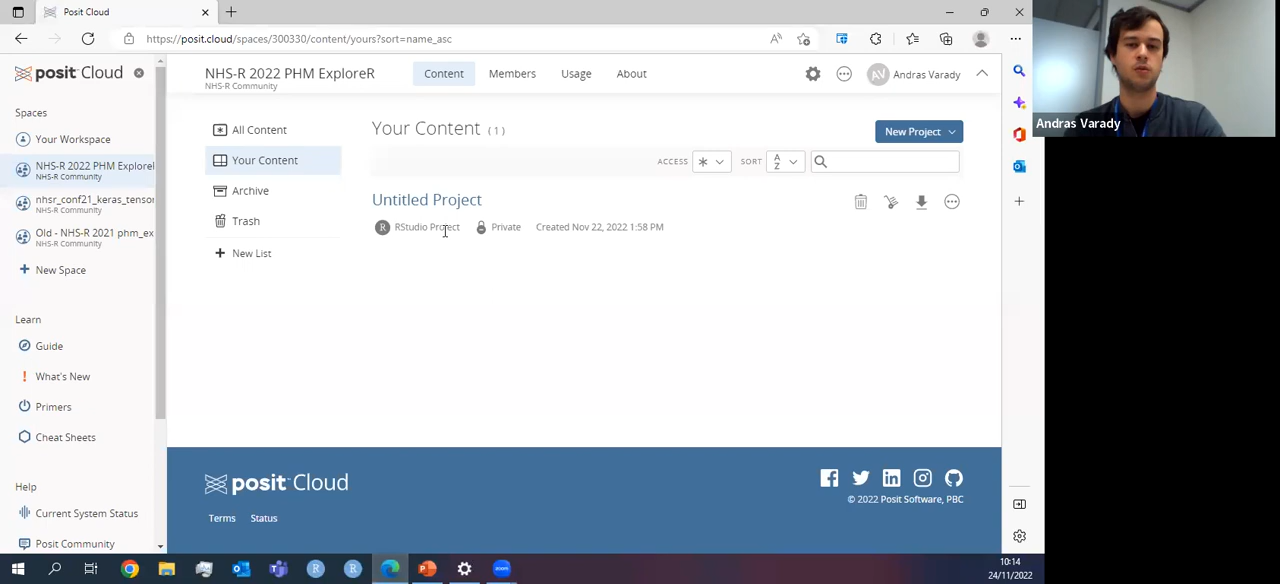 Posit Cloud
https://posit.cloud/spaces/300330/content/yours?sort=name_asc
posit Cloud
Spaces
Your Workspace
NHS-R 2022 PHM Explorel
NHS-R Community
nhsr_conf21_keras_tensor
NHS-R Community
Old - NHS-R 2021 phm_ex
NHS-R Community
New Space
Learn
Guide
What's New
Primers
Cheat Sheets
Help
Current System Status
Posit Community
NHS-R 2022 PHM ExploreR
NHS-R Community
Content
Members
Usage
About
AV
Andras Varady
All Content
Your Content
Archive
Trash
New List
Your Content (1)
New Project
ACCESS
SORT
A
Z
Untitled Project
R
RStudio Project
Private
Created Nov 22, 2022 1:58 PM
posit Cloud
Terms
Status
© 2022 Posit Software, PBC
Andras Varady
10:14
24/11/2022